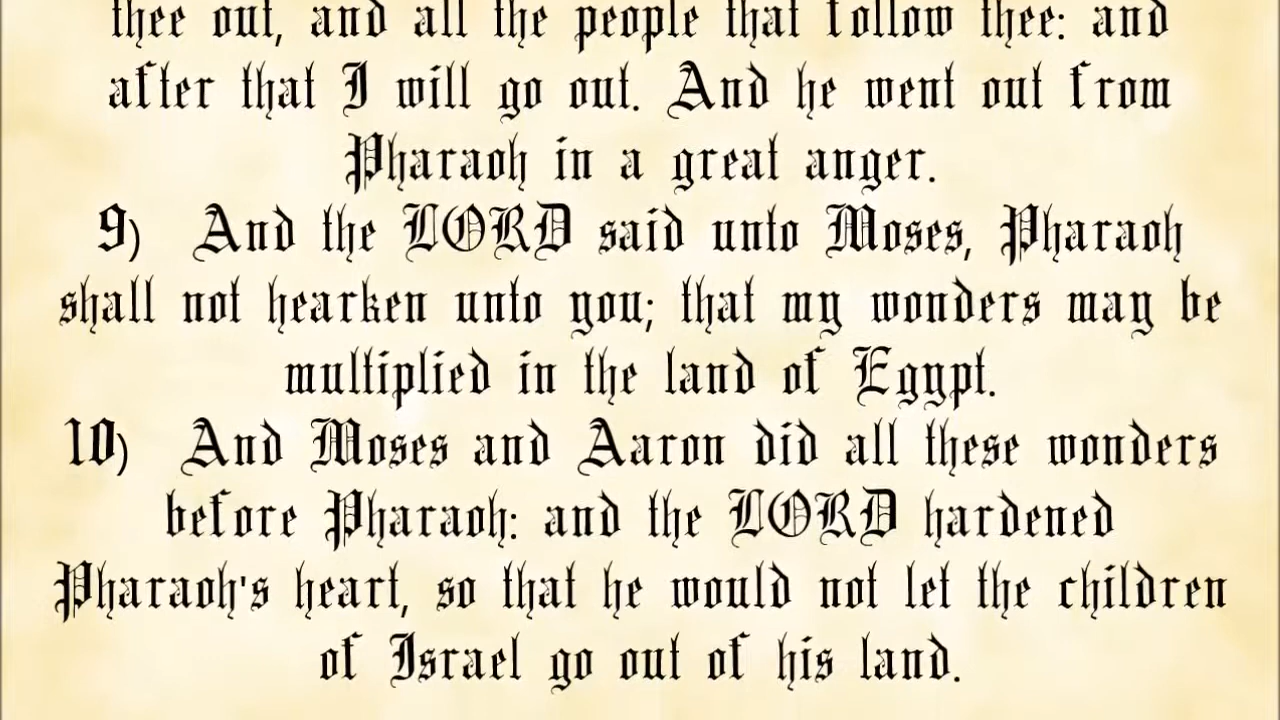 thee out, and all the people that follow thee: and
after that I will go out. And he went out from
Pharaoh in a great anger.
9) And the LORD said unto Moses, Pharaoh
shall not hearken unto you; that my wonders may be
multiplied in the land of Egypt.
10) And Moses and Aaron did all these wonders
before Pharaoh: and the LORD hardened
Pharaoh's heart, so that he would not let the children
of Israel go out of his land.